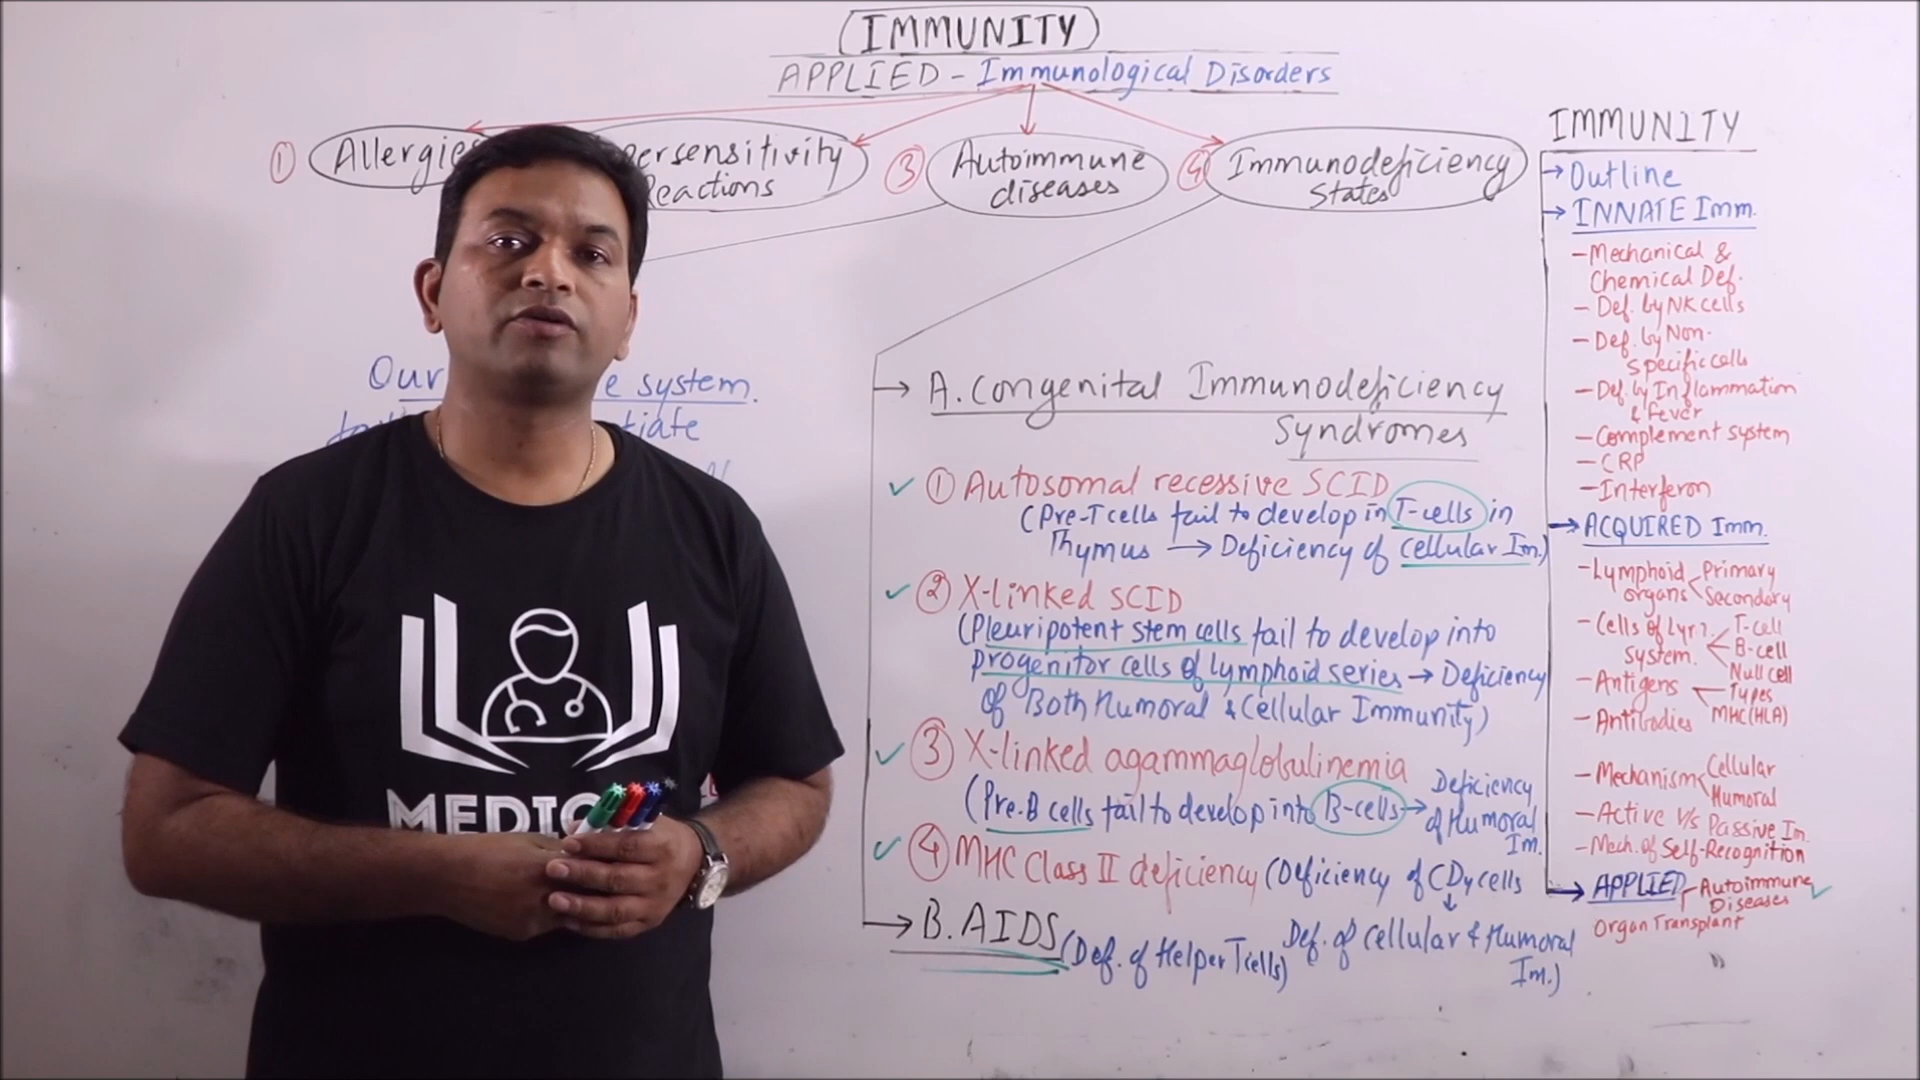 IMMUNITY
APPLIED - Immunological Disorders
① Allergies
persensitivity
Reactions
③ Autoimmune
diseases
④ Immunodeficiency
States
Our e system
tiate
A. Congenital Immunodeficiency
Syndromes
① Autosomal recessive SCID
(Pre-T cells fail to develop in T-cells in
Thymus → Deficiency of cellular Im.)
② X-linked SCID
(Pleuripotent stem cells fail to develop into
progenitor cells of lymphoid series → Deficiency
of Both Humoral & Cellular Immunity)
③ X-linked agammaglobulinemia
(Pre-B cells fail to develop into B-cells → Deficiency
of Humoral
Im.
④ MHC Class II deficiency (Deficiency of CD4 cells
↓
Def. of Cellular & Humoral
Im.)
B. AIDS (Def. of Helper T cells)
IMMUNITY
→ Outline
→ INNATE Imm.
- Mechanical &
Chemical Def.
- Def. by NK cells
- Def. by Non-
specific cells
- Def. by Inflammation
& fever
- Complement system
- CRP
- Interferon
→ ACQUIRED Imm.
- Lymphoid organs < Primary
Secondary
- Cells of Lym system < T-cell
B-cell
Null cell
- Antigens < Types
MHC (HLA)
- Antibodies
- Mechanism < Cellular
Humoral
- Active v/s Passive Im.
- Mech. of Self-Recognition
→ APPLIED - Autoimmune
Diseases
Organ Transplant